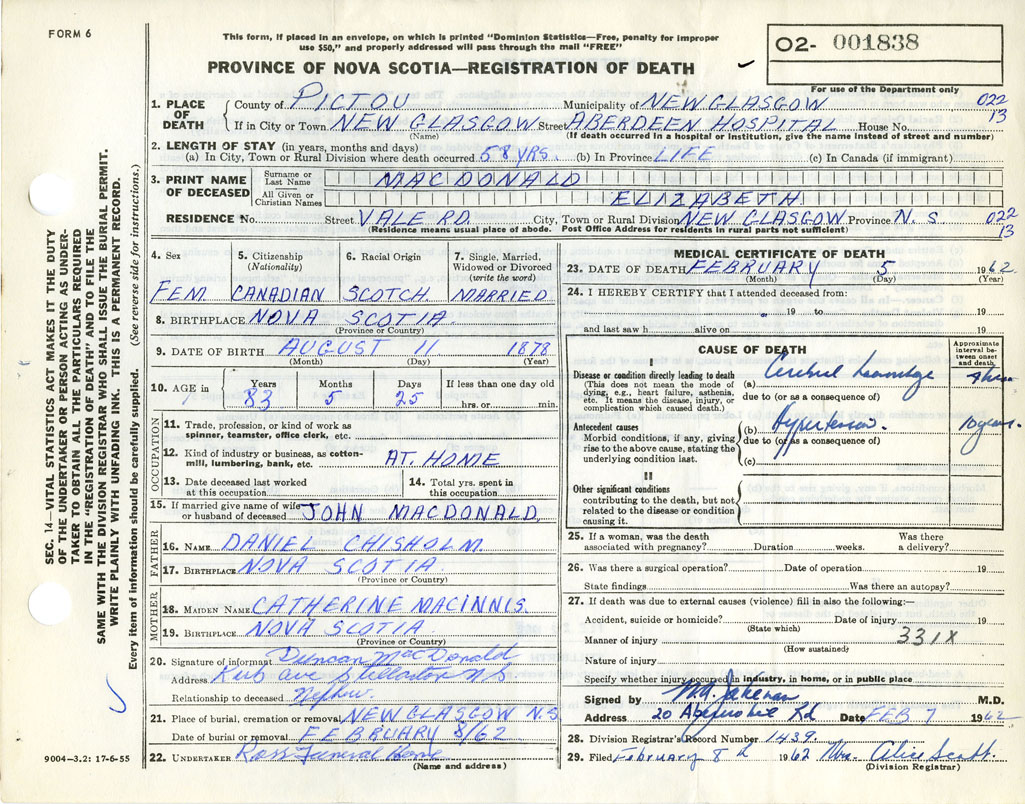 FORM 6
This form, if placed in an envelope, on which is printed "Dominion Statistics—Free, penalty for improper
use $50," and properly addressed will pass through the mail "FREE"
PROVINCE OF NOVA SCOTIA—REGISTRATION OF DEATH
02- 001838
For use of the Department only
1. PLACE OF DEATH
County of PICTOU Municipality of NEW GLASGOW 022
If in City or Town NEW GLASGOW Street ABERDEEN HOSPITAL House No. 13
(Name) (If death occurred in a hospital or institution, give the name instead of street and number)
2. LENGTH OF STAY (in years, months and days)
(a) In City, Town or Rural Division where death occurred 58 YRS. (b) In Province LIFE (c) In Canada (if immigrant)
3. PRINT NAME OF DECEASED
Surname or Last Name MACDONALD
All Given or Christian Names ELIZABETH
RESIDENCE No. Street VALE RD. City, Town or Rural Division NEW GLASGOW Province N. S 022
(Residence means usual place of abode. Post Office Address for residents in rural parts not sufficient) 13
4. Sex
FEM.
5. Citizenship (Nationality)
CANADIAN
6. Racial Origin
SCOTCH
7. Single, Married, Widowed or Divorced (write the word)
MARRIED
8. BIRTHPLACE NOVA SCOTIA
(Province or Country)
9. DATE OF BIRTH AUGUST 11 1878
(Month) (Day) (Year)
10. AGE in
Years Months Days If less than one day old
83 5 25 hrs. or min.
OCCUPATION
11. Trade, profession, or kind of work as spinner, teamster, office clerk, etc.
12. Kind of industry or business, as cotton-mill, lumbering, bank, etc. AT. HOME
13. Date deceased last worked at this occupation
14. Total yrs. spent in this occupation
15. If married give name of wife or husband of deceased JOHN MACDONALD
FATHER
16. NAME DANIEL CHISHOLM.
17. BIRTHPLACE NOVA SCOTIA
(Province or Country)
MOTHER
18. MAIDEN NAME CATHERINE MACINNIS.
19. BIRTHPLACE NOVA SCOTIA
(Province or Country)
20. Signature of informant Duncan MacDonald
Address ave Stellarton N S.
Relationship to deceased Nephew.
21. Place of burial, cremation or removal NEW GLASGOW N.S
Date of burial or removal FEBRUARY 8/62
22. UNDERTAKER Ross Funeral Home
(Name and address)
9004—3.2: 17-6-55
MEDICAL CERTIFICATE OF DEATH
23. DATE OF DEATH FEBRUARY 5 1962
(Month) (Day) (Year)
24. I HEREBY CERTIFY that I attended deceased from:
19 to 19
and last saw h alive on 19
CAUSE OF DEATH
Approximate interval between onset and death
I
Disease or condition directly leading to death
(This does not mean the mode of dying, e.g., heart failure, asthenia, etc. It means the disease, injury, or complication which caused death.)
(a)
due to (or as a consequence of)
Antecedent causes
Morbid conditions, if any, giving rise to the above cause, stating the underlying condition last.
(b) 10 years.
due to (or as a consequence of)
(c)
II
Other significant conditions
contributing to the death, but not related to the disease or condition causing it.
25. If a woman, was the death associated with pregnancy? Duration weeks. Was there a delivery?
26. Was there a surgical operation? Date of operation 19
State findings Was there an autopsy?
27. If death was due to external causes (violence) fill in also the following:—
Accident, suicide or homicide? Date of injury 19
(State which)
Manner of injury 331X
(How sustained)
Nature of injury
Specify whether injury occurred in industry, in home, or in public place
Signed by M.D.
Address 20 Rd Date FEB 7 1962.
28. Division Registrar's Record Number 1439.
29. Filed February 8th 1962 Mrs. Alice Scott.
(Division Registrar)
SEC. 14—VITAL STATISTICS ACT MAKES IT THE DUTY
OF THE UNDERTAKER OR PERSON ACTING AS UNDER-
TAKER TO OBTAIN ALL THE PARTICULARS REQUIRED
IN THE "REGISTRATION OF DEATH" AND TO FILE THE
SAME WITH THE DIVISION REGISTRAR WHO SHALL ISSUE THE BURIAL PERMIT.
WRITE PLAINLY WITH UNFADING INK. THIS IS A PERMANENT RECORD.
Every item of information should be carefully supplied. (See reverse side for instructions.)